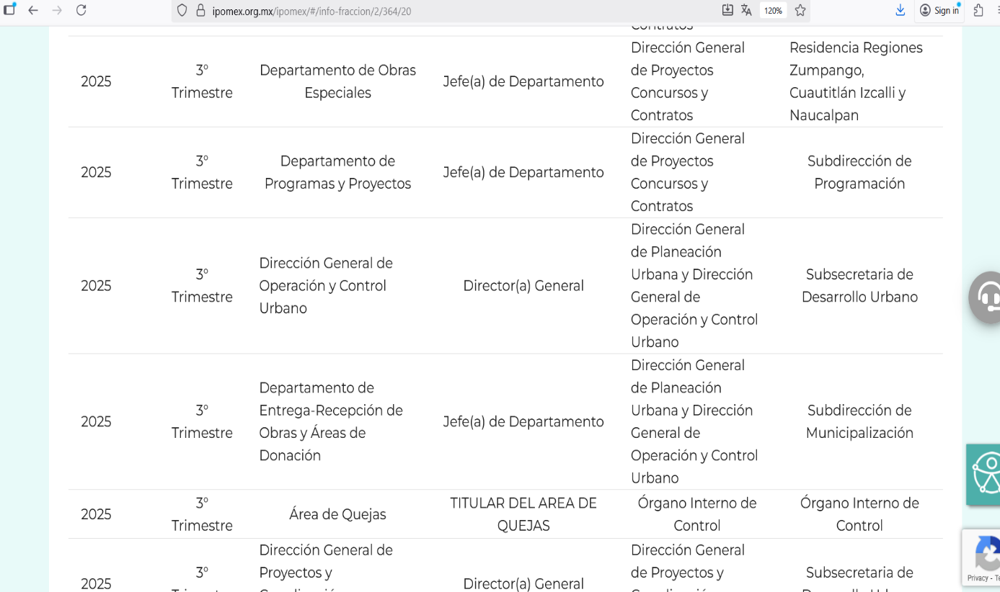 ipomex.org.mx/ipomex/#/info-fraccion/2/364/20
120%
Sign in
Contratos
2025
3º
Trimestre
Departamento de Obras
Especiales
Jefe(a) de Departamento
Dirección General
de Proyectos
Concursos y
Contratos
Residencia Regiones
Zumpango,
Cuautitlán Izcalli y
Naucalpan
2025
3º
Trimestre
Departamento de
Programas y Proyectos
Jefe(a) de Departamento
Dirección General
de Proyectos
Concursos y
Contratos
Subdirección de
Programación
2025
3º
Trimestre
Dirección General de
Operación y Control
Urbano
Director(a) General
Dirección General
de Planeación
Urbana y Dirección
General de
Operación y Control
Urbano
Subsecretaria de
Desarrollo Urbano
2025
3º
Trimestre
Departamento de
Entrega-Recepción de
Obras y Áreas de
Donación
Jefe(a) de Departamento
Dirección General
de Planeación
Urbana y Dirección
General de
Operación y Control
Urbano
Subdirección de
Municipalización
2025
3º
Trimestre
Área de Quejas
TITULAR DEL AREA DE
QUEJAS
Órgano Interno de
Control
Órgano Interno de
Control
2025
3º
Dirección General de
Proyectos y
Director(a) General
Dirección General
de Proyectos y
Subsecretaria de
Privacy - Te